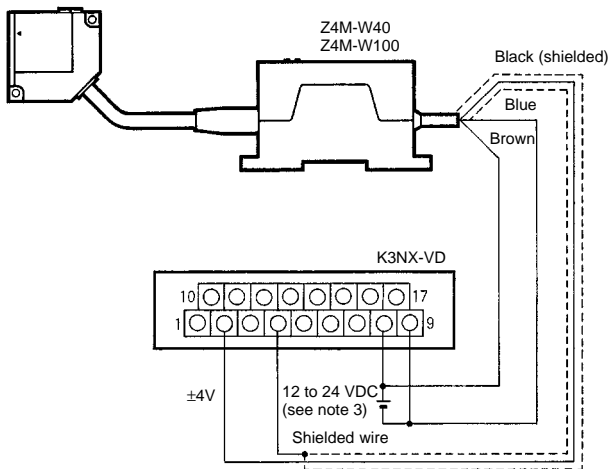 Z4M-W40
Z4M-W100
Black (shielded)
Blue
Brown
K3NX-VD
10
17
1
9
±4V
12 to 24 VDC
(see note 3)
Shielded wire